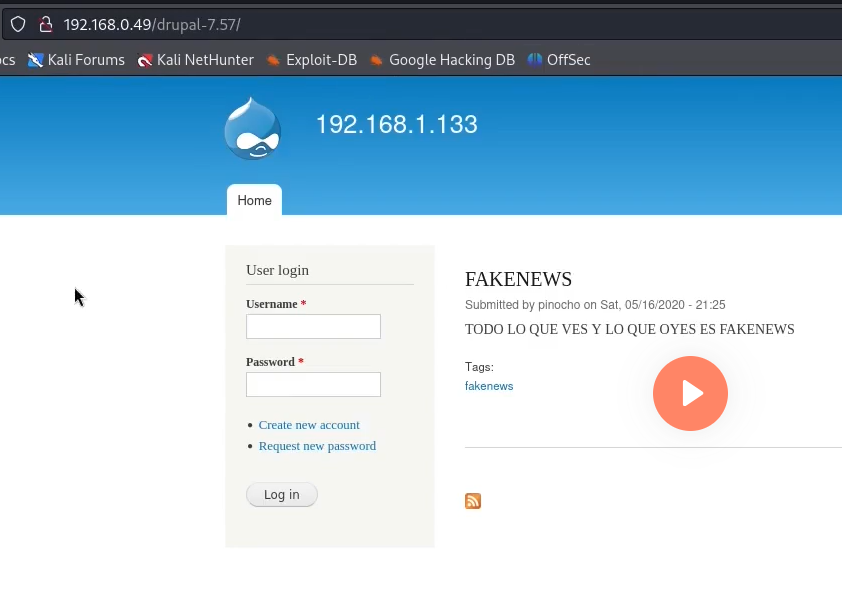 192.168.0.49/drupal-7.57/
ocs Kali Forums Kali NetHunter Exploit-DB Google Hacking DB OffSec
192.168.1.133
Home
User login
Username *
Password *
Create new account
Request new password
Log in
FAKENEWS
Submitted by pinocho on Sat, 05/16/2020 - 21:25
TODO LO QUE VES Y LO QUE OYES ES FAKENEWS
Tags:
fakenews